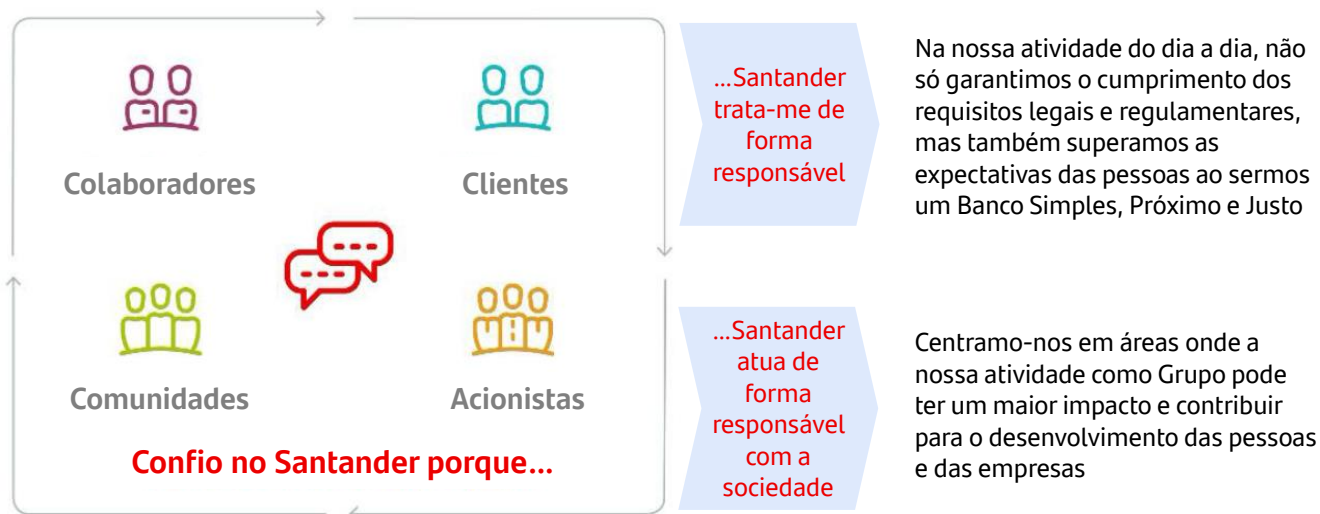 Colaboradores
Clientes
Comunidades
Acionistas
Confio no Santander porque...
...Santander
trata-me de
forma
responsável
Na nossa atividade do dia a dia, não
só garantimos o cumprimento dos
requisitos legais e regulamentares,
mas também superamos as
expectativas das pessoas ao sermos
um Banco Simples, Próximo e Justo
...Santander
atua de
forma
responsável
com a
sociedade
Centramo-nos em áreas onde a
nossa atividade como Grupo pode
ter um maior impacto e contribuir
para o desenvolvimento das pessoas
e das empresas